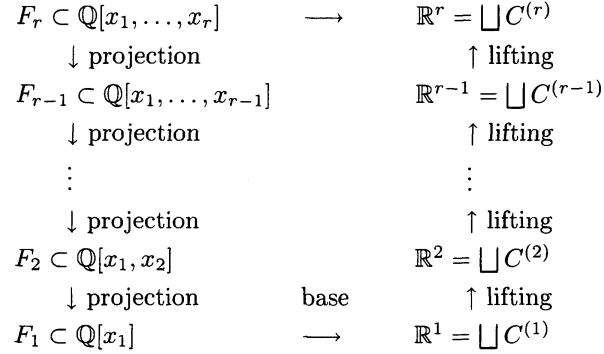 F_r ⊂ ℚ[x_1, …, x_r] ⟶ ℝ^r = ⨆ C^{(r)}
↓ projection ↑ lifting
F_{r−1} ⊂ ℚ[x_1, …, x_{r−1}] ℝ^{r−1} = ⨆ C^{(r−1)}
↓ projection ↑ lifting
⋮ ⋮
↓ projection ↑ lifting
F_2 ⊂ ℚ[x_1, x_2] ℝ^2 = ⨆ C^{(2)}
↓ projection base ↑ lifting
F_1 ⊂ ℚ[x_1] ⟶ ℝ^1 = ⨆ C^{(1)}